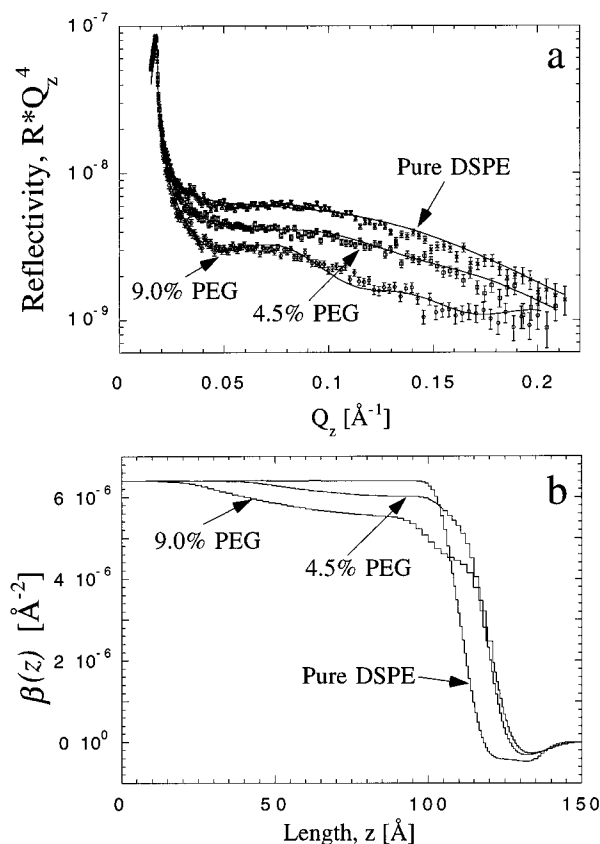 a
10⁻⁷
10⁻⁸
10⁻⁹
Reflectivity, R*Q_z^4
Pure DSPE
9.0% PEG
4.5% PEG
0 0.05 0.1 0.15 0.2
Q_z [Å⁻¹]
b
6 10⁻⁶
4 10⁻⁶
2 10⁻⁶
0 10⁰
β(z) [Å⁻²]
9.0% PEG
4.5% PEG
Pure DSPE
0 50 100 150
Length, z [Å]